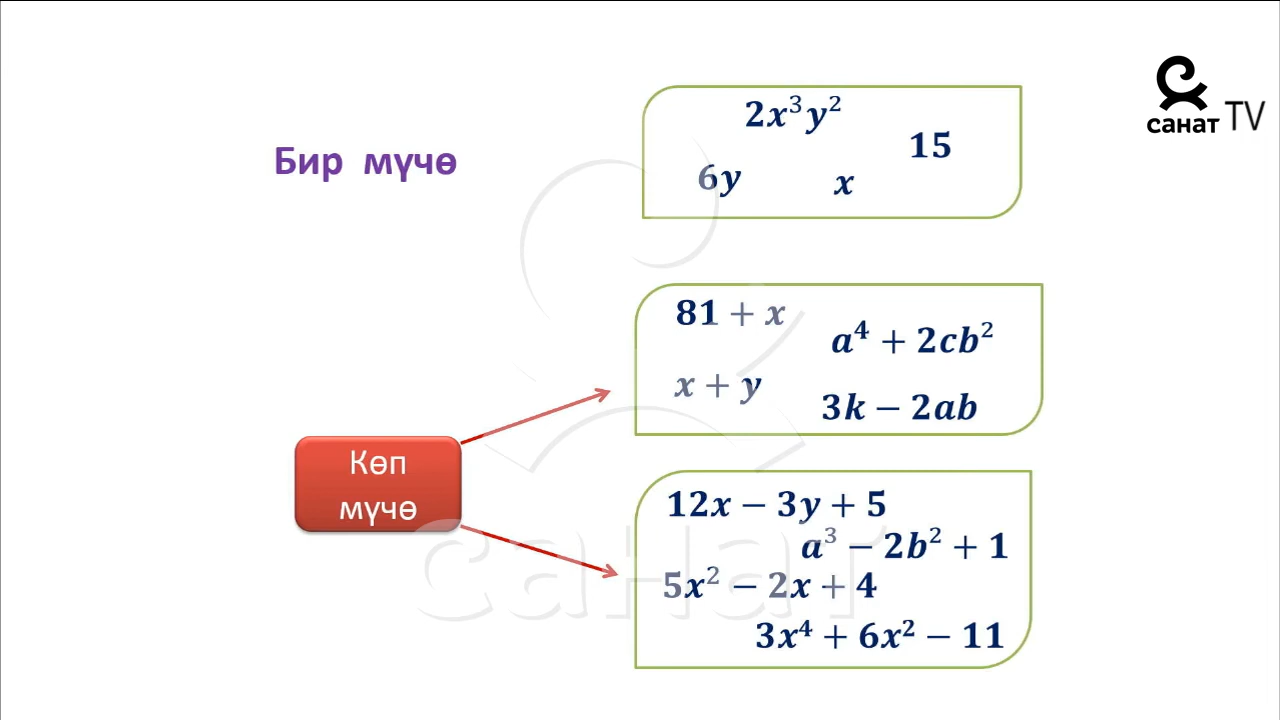 санат TV
Бир мүчө
2x³y²
15
6y
x
81 + x
a⁴ + 2cb²
x + y
3k − 2ab
Көп
мүчө
12x − 3y + 5
a³ − 2b² + 1
5x² − 2x + 4
3x⁴ + 6x² − 11
санат